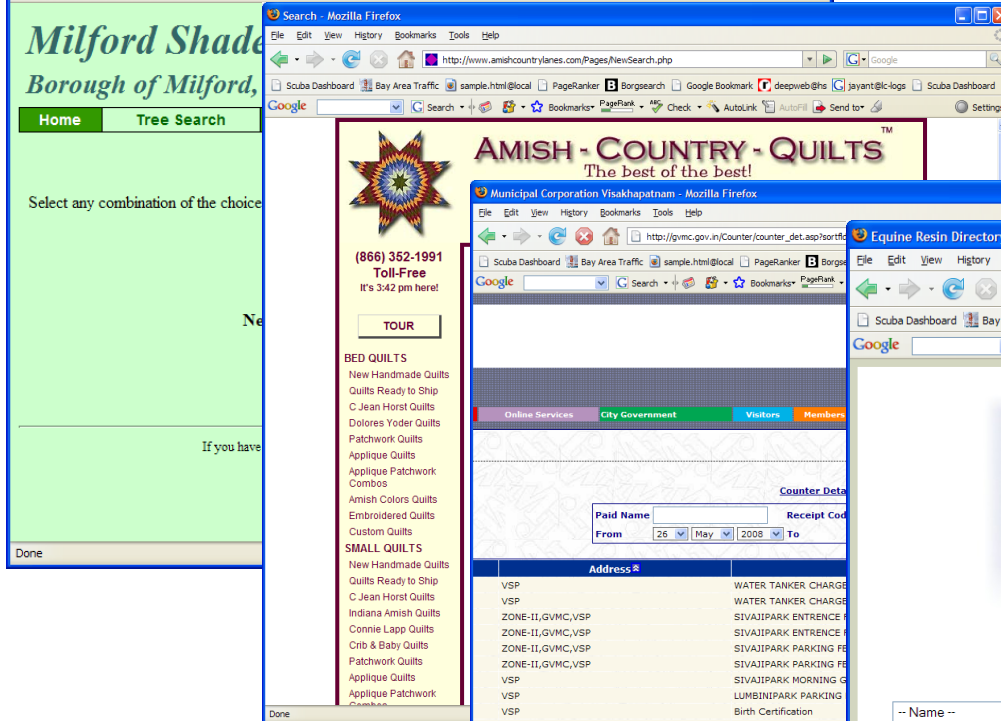 Milford Shade
Borough of Milford,
Home Tree Search
Select any combination of the choice
Ne
If you have
Done
Search - Mozilla Firefox
File Edit View History Bookmarks Tools Help
http://www.amishcountrylanes.com/Pages/NewSearch.php
G Google
Scuba Dashboard Bay Area Traffic sample.html@local PageRanker Borgsearch Google Bookmark deepweb@hs jayant@lc-logs Scuba Dashboard
Google G Search Bookmarks PageRank Check AutoLink AutoFill Send to Settings
AMISH - COUNTRY - QUILTS TM
The best of the best!
(866) 352-1991
Toll-Free
It's 3:42 pm here!
TOUR
BED QUILTS
New Handmade Quilts
Quilts Ready to Ship
C Jean Horst Quilts
Dolores Yoder Quilts
Patchwork Quilts
Applique Quilts
Applique Patchwork
Combos
Amish Colors Quilts
Embroidered Quilts
Custom Quilts
SMALL QUILTS
New Handmade Quilts
Quilts Ready to Ship
C Jean Horst Quilts
Indiana Amish Quilts
Connie Lapp Quilts
Crib & Baby Quilts
Patchwork Quilts
Applique Quilts
Applique Patchwork
Done
Municipal Corporation Visakhapatnam - Mozilla Firefox
File Edit View History Bookmarks Tools Help
http://gvmc.gov.in/Counter/counter_det.asp?sortfic
Scuba Dashboard Bay Area Traffic sample.html@local PageRanker Borgse
Google G Search Bookmarks PageRank
Online Services City Government Visitors Members
Counter Deta
Paid Name Receipt Cod
From 26 May 2008 To
Address
VSP WATER TANKER CHARGE
VSP WATER TANKER CHARGE
ZONE-II,GVMC,VSP SIVAJIPARK ENTRENCE F
ZONE-II,GVMC,VSP SIVAJIPARK ENTRENCE F
ZONE-II,GVMC,VSP SIVAJIPARK PARKING FE
ZONE-II,GVMC,VSP SIVAJIPARK PARKING FE
VSP SIVAJIPARK MORNING G
VSP LUMBINIPARK PARKING
VSP Birth Certification
Equine Resin Directory
File Edit View History
Scuba Dashboard Bay
Google
-- Name --